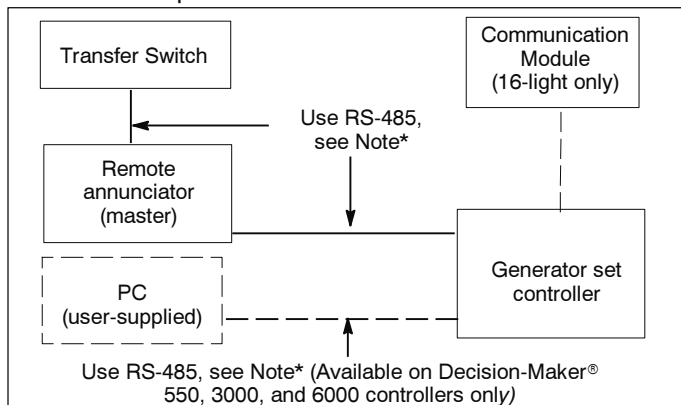 Transfer Switch
Communication
Module
(16-light only)
Use RS-485,
see Note*
Remote
annunciator
(master)
Generator set
controller
PC
(user-supplied)
Use RS-485, see Note* (Available on Decision-Maker®
550, 3000, and 6000 controllers only)